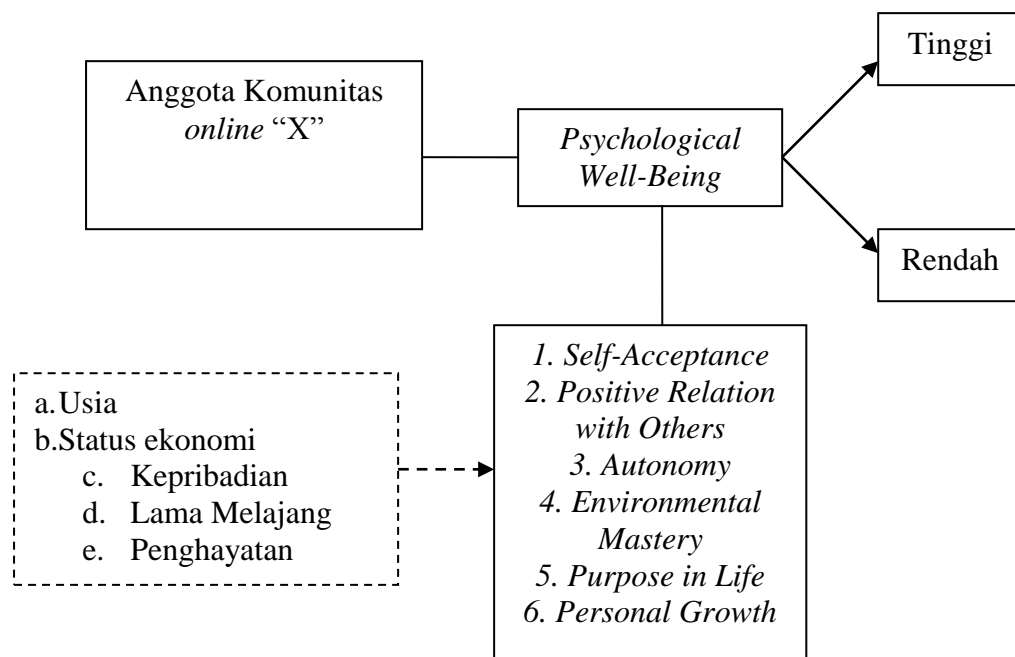 Anggota Komunitas
online “X”
Psychological
Well-Being
Tinggi
Rendah
a.Usia
b.Status ekonomi
c. Kepribadian
d. Lama Melajang
e. Penghayatan
1. Self-Acceptance
2. Positive Relation
with Others
3. Autonomy
4. Environmental
Mastery
5. Purpose in Life
6. Personal Growth